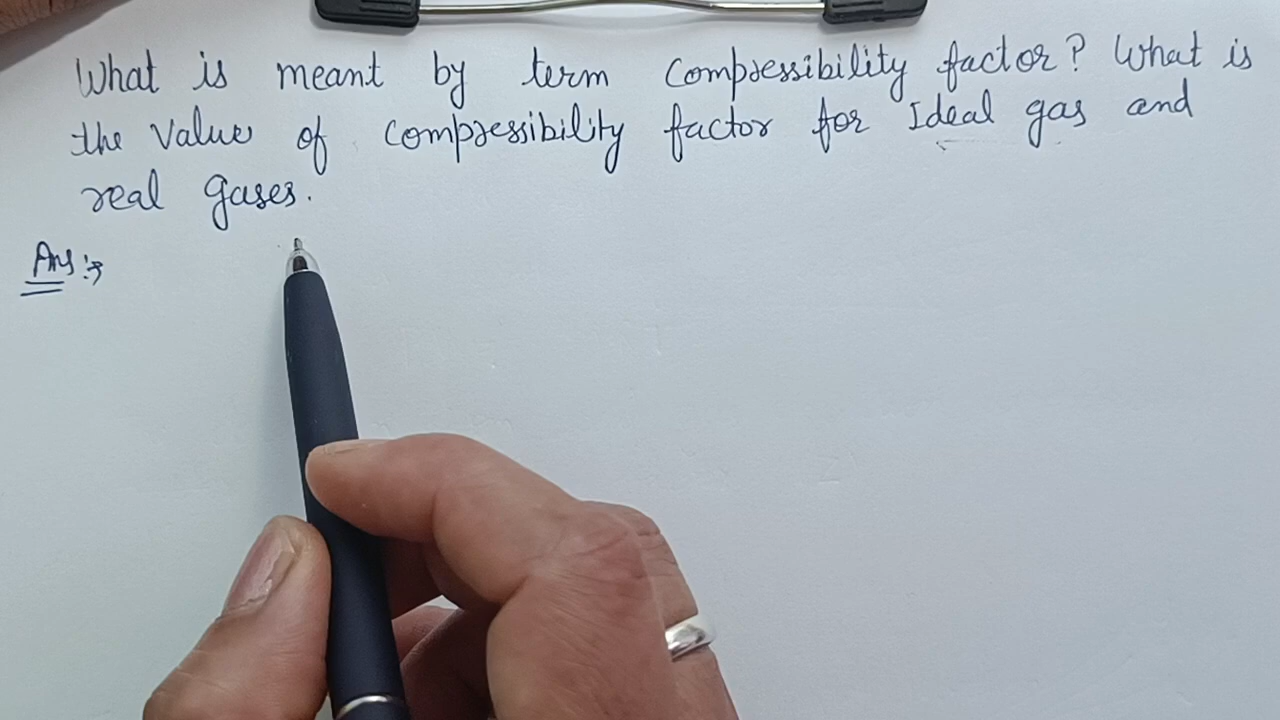 What is meant by term Compressibility factor? What is
the Value of Compressibility factor for Ideal gas and
real gases.
Ans :→